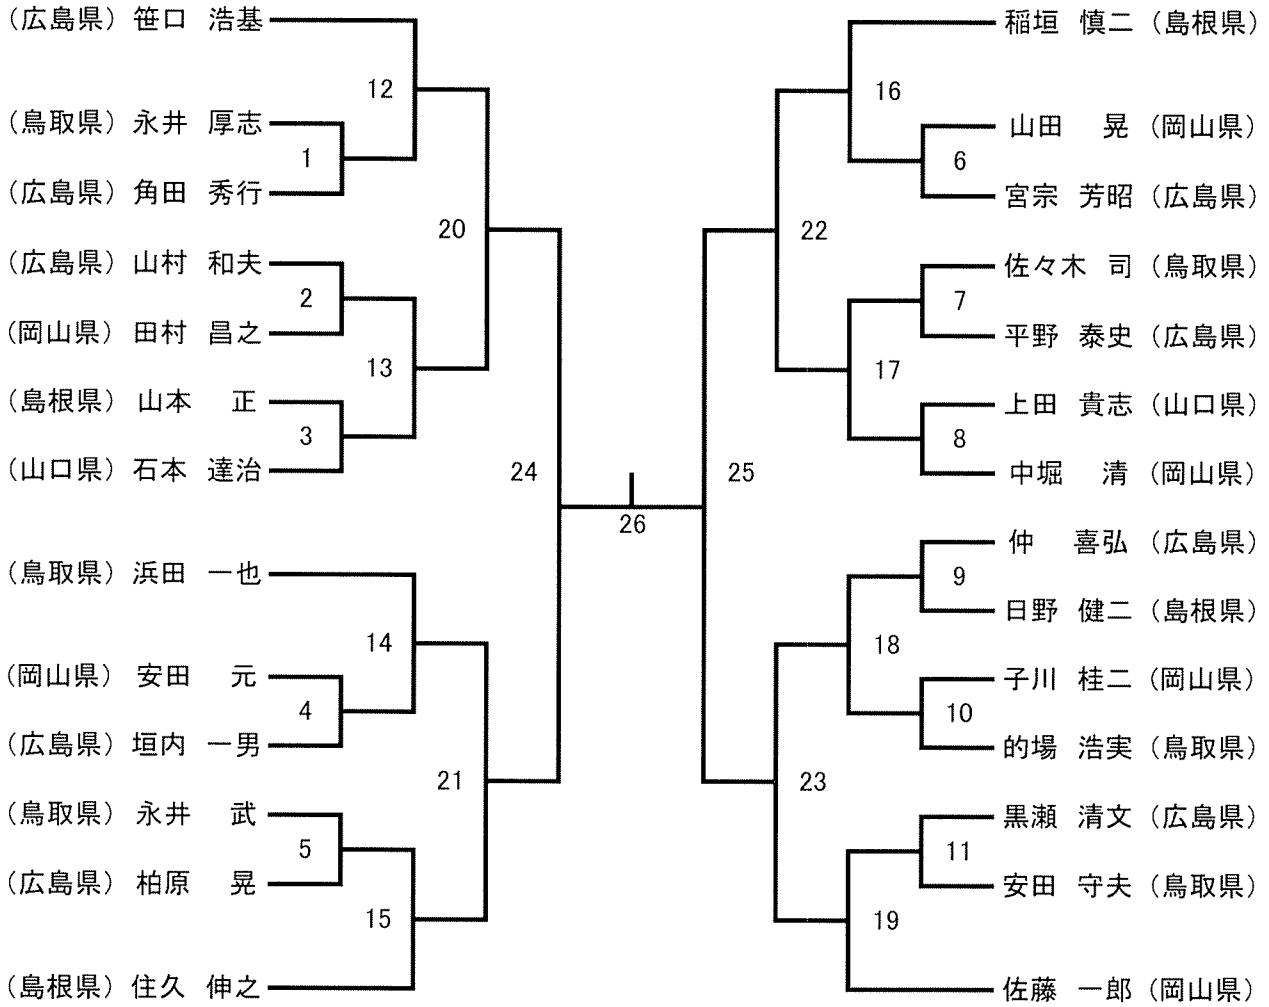 (広島県) 笹口 浩基
(鳥取県) 永井 厚志
(広島県) 角田 秀行
(広島県) 山村 和夫
(岡山県) 田村 昌之
(島根県) 山本 正
(山口県) 石本 達治
(鳥取県) 浜田 一也
(岡山県) 安田 元
(広島県) 垣内 一男
(鳥取県) 永井 武
(広島県) 柏原 晃
(島根県) 住久 伸之
12
1
2
13
3
20
14
4
5
15
21
24
26
25
22
16
6
7
17
8
23
18
9
10
11
19
稲垣 慎二 (島根県)
山田 晃 (岡山県)
宮宗 芳昭 (広島県)
佐々木 司 (鳥取県)
平野 泰史 (広島県)
上田 貴志 (山口県)
中堀 清 (岡山県)
仲 喜弘 (広島県)
日野 健二 (島根県)
子川 桂二 (岡山県)
的場 浩実 (鳥取県)
黒瀬 清文 (広島県)
安田 守夫 (鳥取県)
佐藤 一郎 (岡山県)